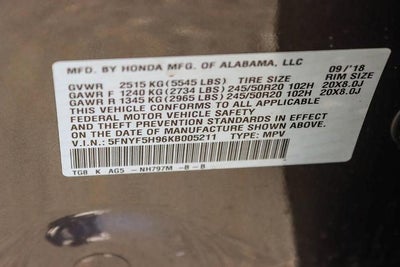 MFD. BY HONDA MFG. OF ALABAMA, LLC 09/'18
GVWR 2515 KG (5545 LBS) TIRE SIZE RIM SIZE
GAWR F 1240 KG (2734 LBS) 245/50R20 102H 20X8.0J
GAWR R 1345 KG (2965 LBS) 245/50R20 102H 20X8.0J
THIS VEHICLE CONFORMS TO ALL APPLICABLE
FEDERAL MOTOR VEHICLE SAFETY
AND THEFT PREVENTION STANDARDS IN EFFECT
ON THE DATE OF MANUFACTURE SHOWN ABOVE.
V.I.N.: 5FNYF5H96KB005211 TYPE: MPV
TG8 K AG5 - NH797M -B -B